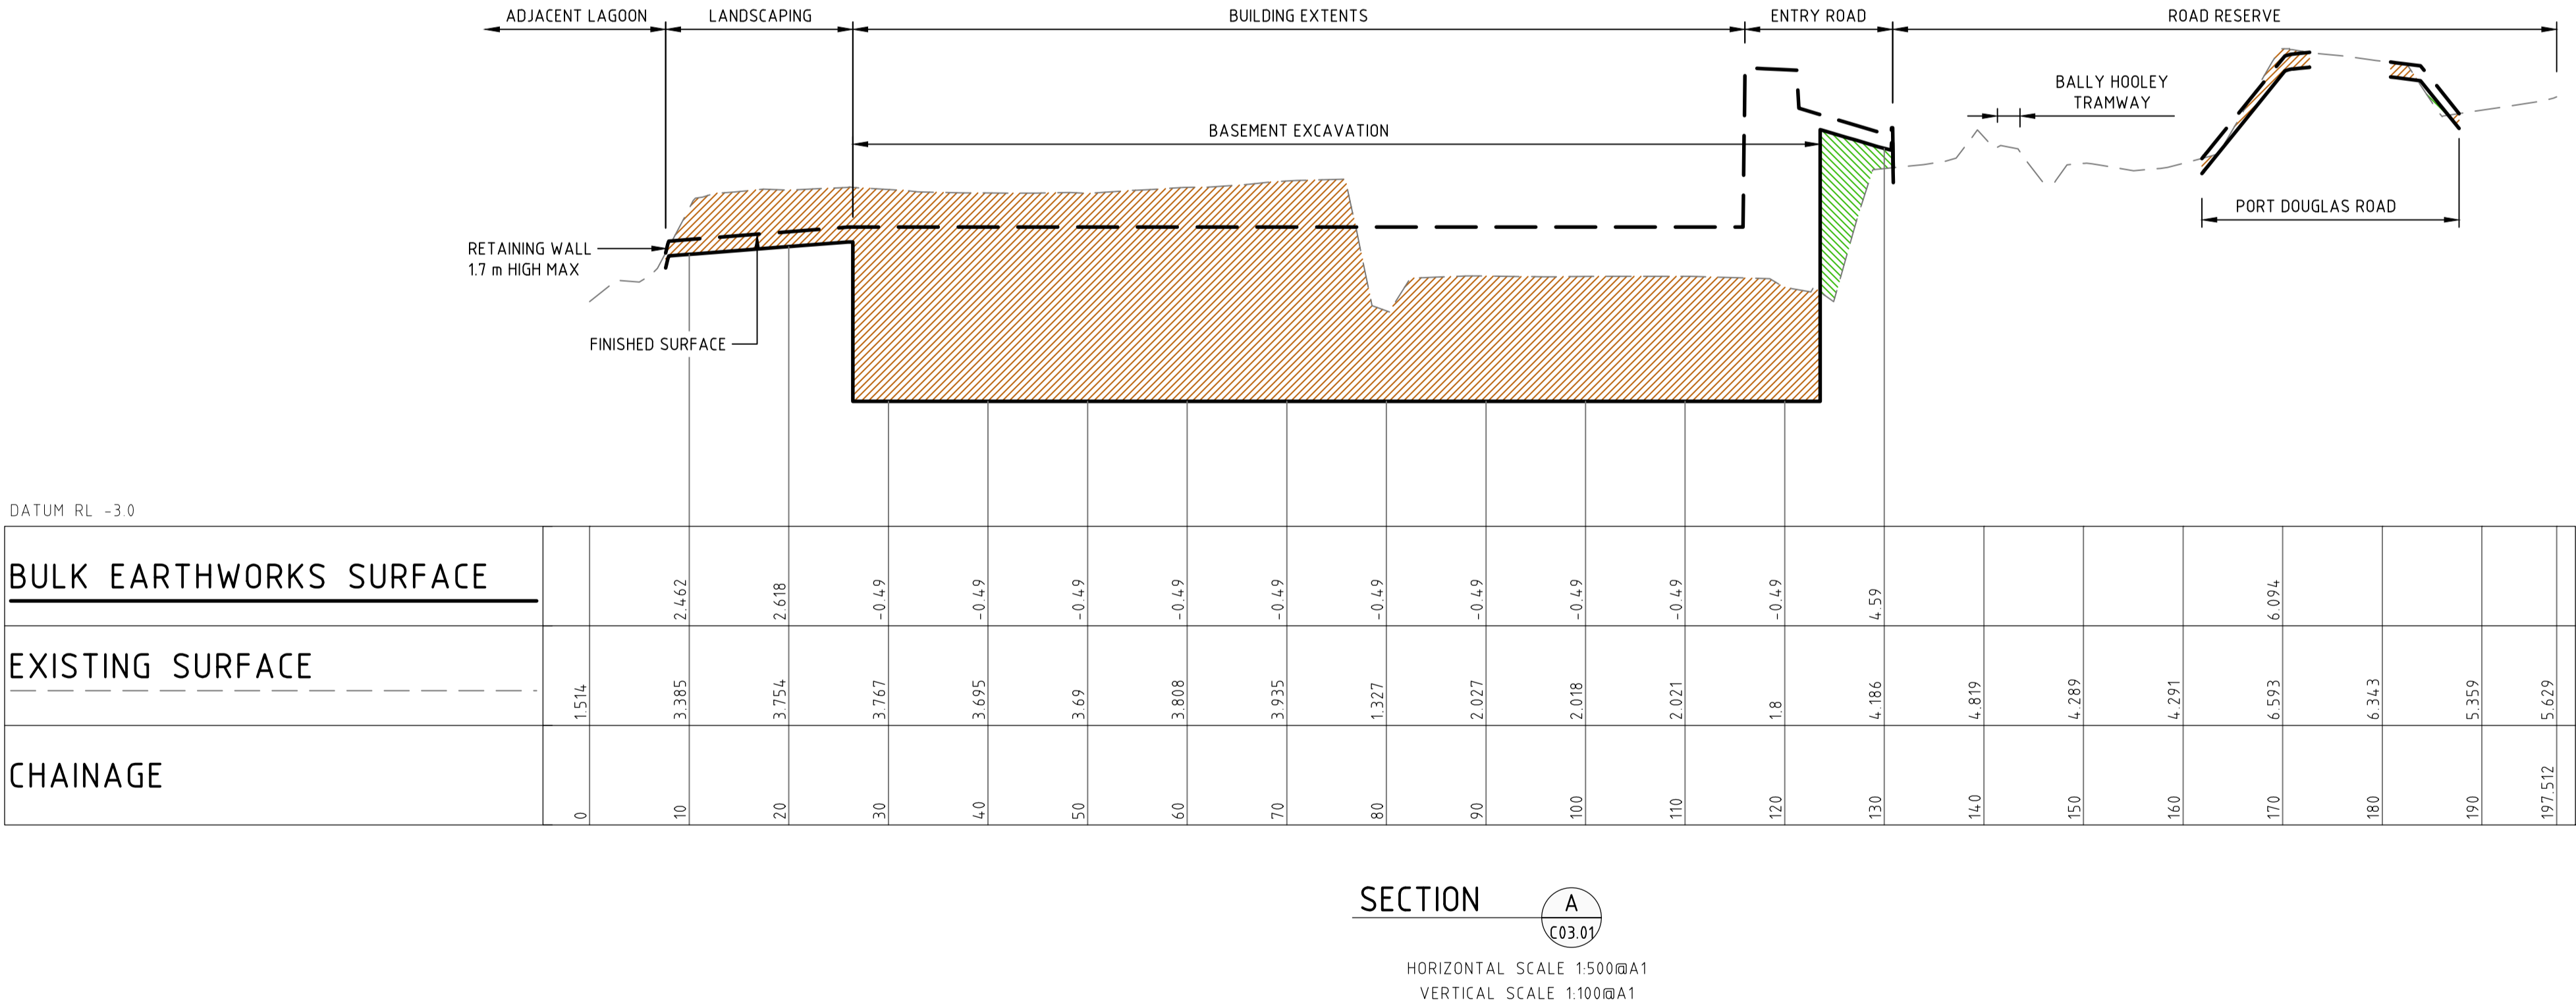 ADJACENT LAGOON
LANDSCAPING
BUILDING EXTENTS
ENTRY ROAD
ROAD RESERVE
BALLY HOOLEY
TRAMWAY
BASEMENT EXCAVATION
PORT DOUGLAS ROAD
RETAINING WALL
1.7 m HIGH MAX
FINISHED SURFACE
DATUM RL -3.0
BULK EARTHWORKS SURFACE
2.462 2.618 -0.49 -0.49 -0.49 -0.49 -0.49 -0.49 -0.49 -0.49 -0.49 -0.49 4.59 6.094
EXISTING SURFACE
1.514 3.385 3.754 3.767 3.695 3.69 3.808 3.935 1.327 2.027 2.018 2.021 1.8 4.186 4.819 4.289 4.291 6.593 6.343 5.359 5.629
CHAINAGE
0 10 20 30 40 50 60 70 80 90 100 110 120 130 140 150 160 170 180 190 197.512
SECTION
A
C03.01
HORIZONTAL SCALE 1:500@A1
VERTICAL SCALE 1:100@A1